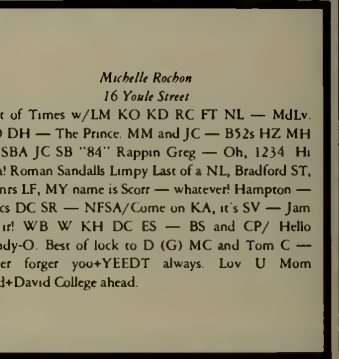 Michelle Rochon
16 Youle Street
t of Times w/LM KO KD RC FT NL — MdLv.
DH — The Prince. MM and JC — B52s HZ MH
SBA JC SB "84" Rappin Greg — Oh, 1234 Hi
! Roman Sandalls Limpy Last of a NL, Bradford ST,
nrs LF, MY name is Scott — whatever! Hampton —
cs DC SR — NFSA/Come on KA, it's SV — Jam
ir! WB W KH DC ES — BS and CP/ Hello
dy-O. Best of lock to D (G) MC and Tom C —
er forget you+YEEDT always. Lov U Mom
d+David College ahead.